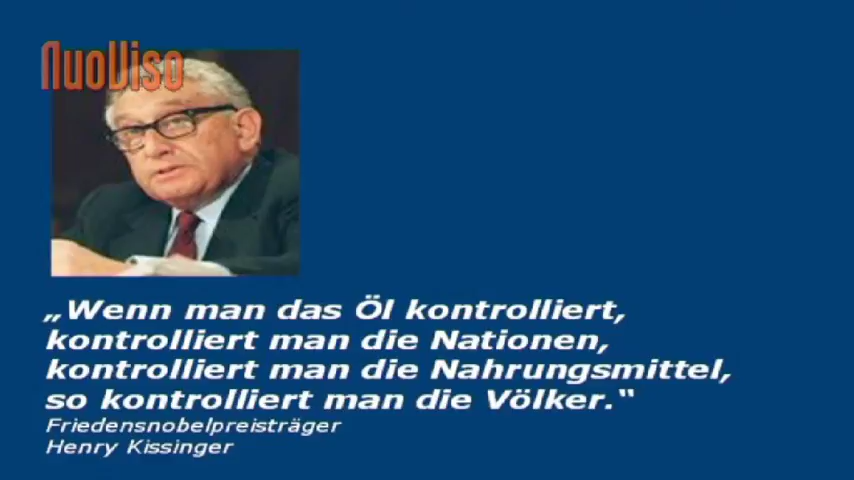 NuoViso
„Wenn man das Öl kontrolliert,
kontrolliert man die Nationen,
kontrolliert man die Nahrungsmittel,
so kontrolliert man die Völker.“
Friedensnobelpreisträger
Henry Kissinger